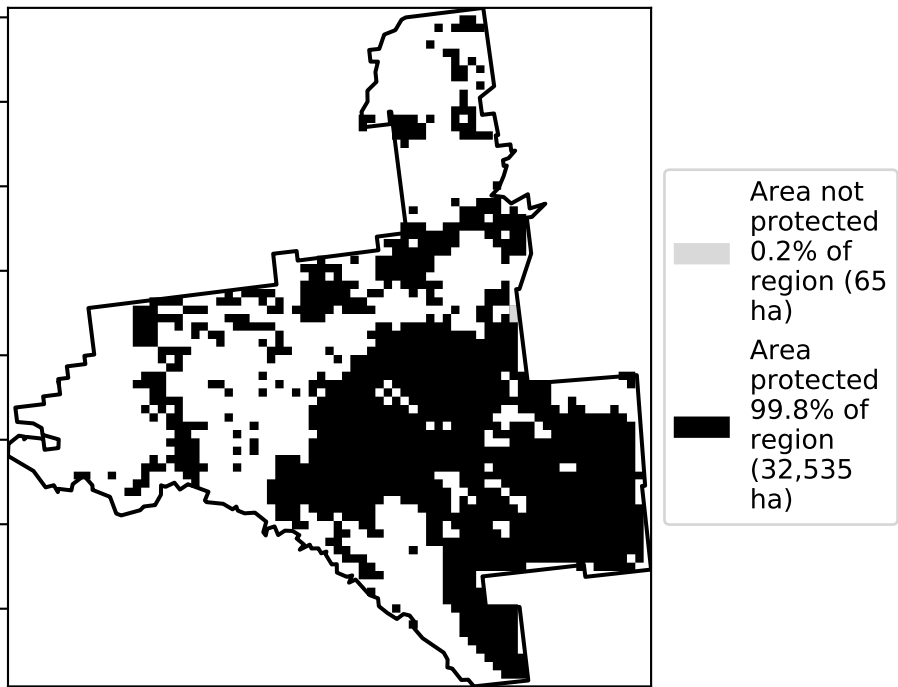 Area not
protected
0.2% of
region (65
ha)
Area
protected
99.8% of
region
(32,535
ha)